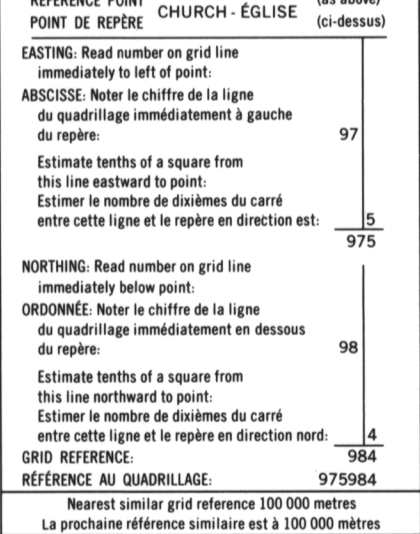 REFERENCE POINT CHURCH - ÉGLISE (as above)
POINT DE REPÈRE (ci-dessus)
EASTING: Read number on grid line
immediately to left of point:
ABSCISSE: Noter le chiffre de la ligne
du quadrillage immédiatement à gauche
du repère: 97
Estimate tenths of a square from
this line eastward to point:
Estimer le nombre de dixièmes du carré
entre cette ligne et le repère en direction est: 5
975
NORTHING: Read number on grid line
immediately below point:
ORDONNÉE: Noter le chiffre de la ligne
du quadrillage immédiatement en dessous
du repère: 98
Estimate tenths of a square from
this line northward to point:
Estimer le nombre de dixièmes du carré
entre cette ligne et le repère en direction nord: 4
GRID REFERENCE: 984
RÉFÉRENCE AU QUADRILLAGE: 975984
Nearest similar grid reference 100 000 metres
La prochaine référence similaire est à 100 000 mètres